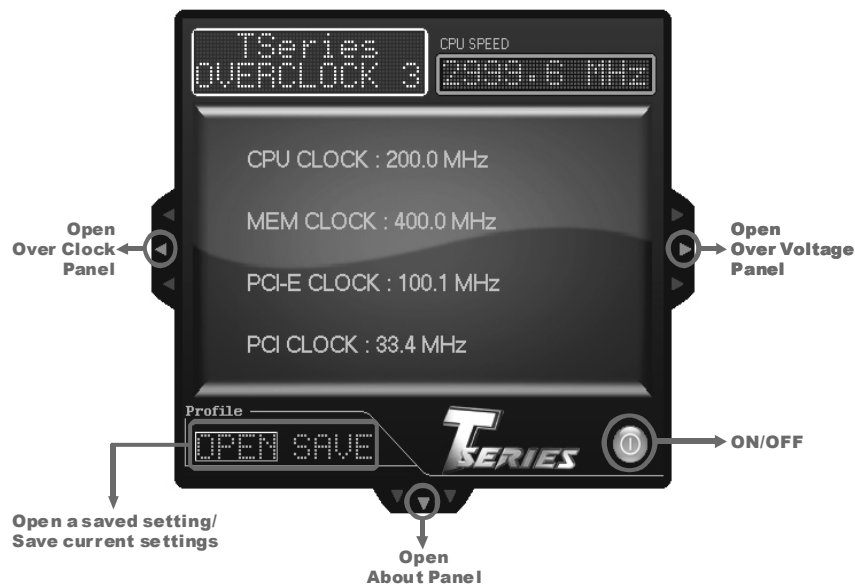 TSeries
OVERCLOCK 3
CPU SPEED
2999.6 MHz
CPU CLOCK : 200.0 MHz
MEM CLOCK : 400.0 MHz
PCI-E CLOCK : 100.1 MHz
PCI CLOCK : 33.4 MHz
Open
Over Clock
Panel
Open
Over Voltage
Panel
Profile
OPEN SAVE
TSERIES
ON/OFF
Open a saved setting/
Save current settings
Open
About Panel